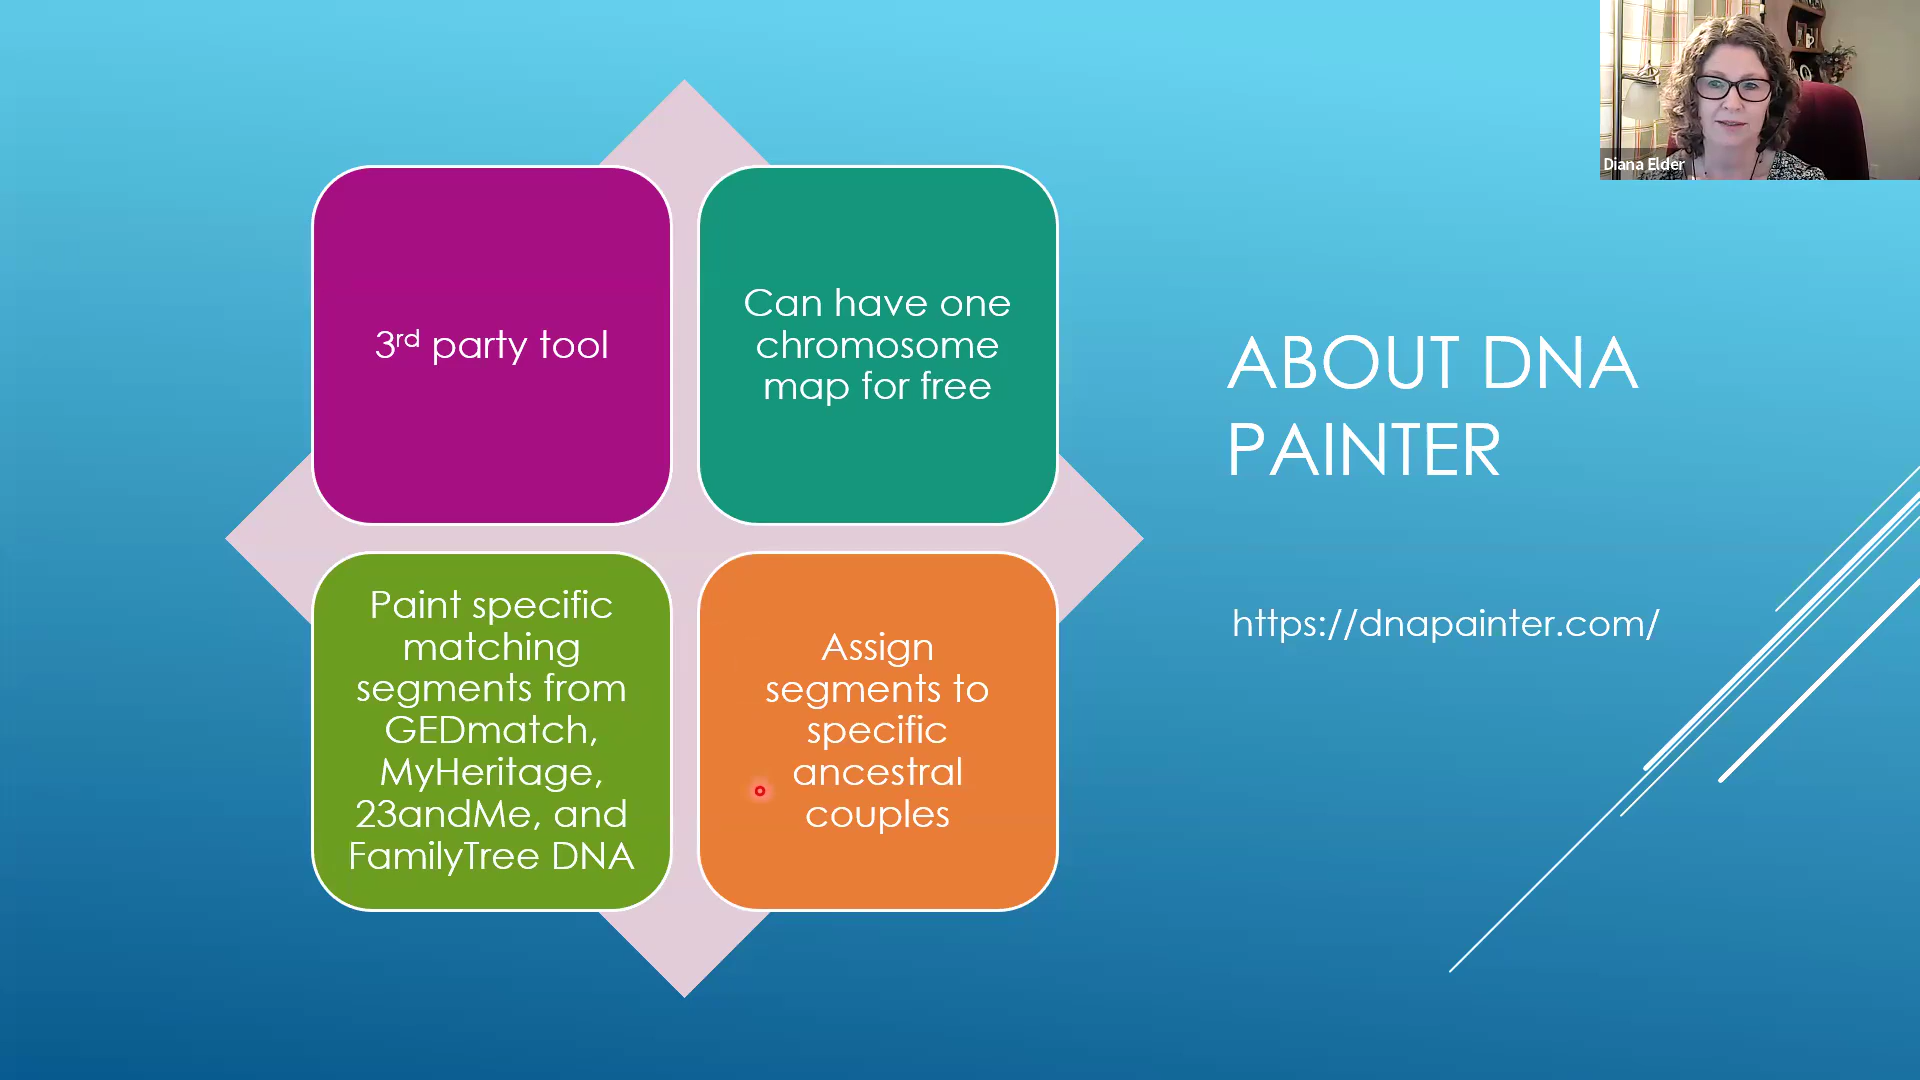 3rd party tool
Can have one
chromosome
map for free
Paint specific
matching
segments from
GEDmatch,
MyHeritage,
23andMe, and
FamilyTree DNA
Assign
segments to
specific
ancestral
couples
ABOUT DNA
PAINTER
https://dnapainter.com/
Diana Elder